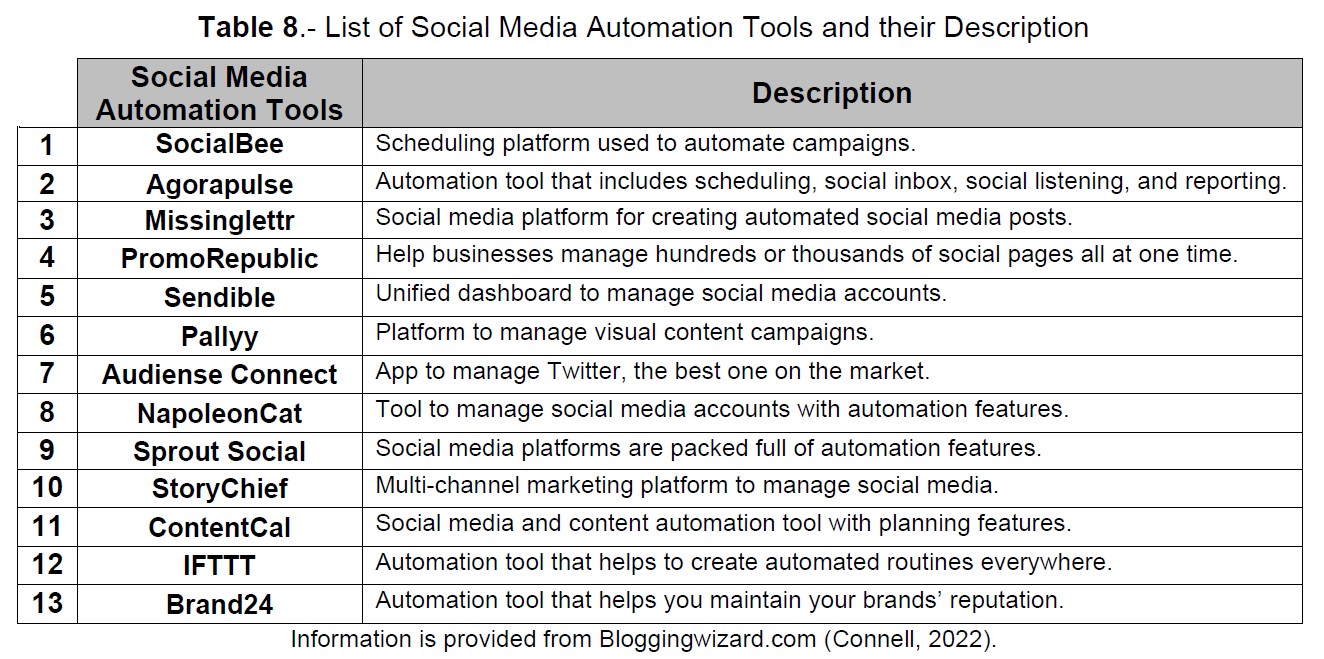 Table 8.- List of Social Media Automation Tools and their Description
Social Media Automation Tools Description
1 SocialBee Scheduling platform used to automate campaigns.
2 Agorapulse Automation tool that includes scheduling, social inbox, social listening, and reporting.
3 Missinglettr Social media platform for creating automated social media posts.
4 PromoRepublic Help businesses manage hundreds or thousands of social pages all at one time.
5 Sendible Unified dashboard to manage social media accounts.
6 Pallyy Platform to manage visual content campaigns.
7 Audiense Connect App to manage Twitter, the best one on the market.
8 NapoleonCat Tool to manage social media accounts with automation features.
9 Sprout Social Social media platforms are packed full of automation features.
10 StoryChief Multi-channel marketing platform to manage social media.
11 ContentCal Social media and content automation tool with planning features.
12 IFTTT Automation tool that helps to create automated routines everywhere.
13 Brand24 Automation tool that helps you maintain your brands’ reputation.
Information is provided from Bloggingwizard.com (Connell, 2022).